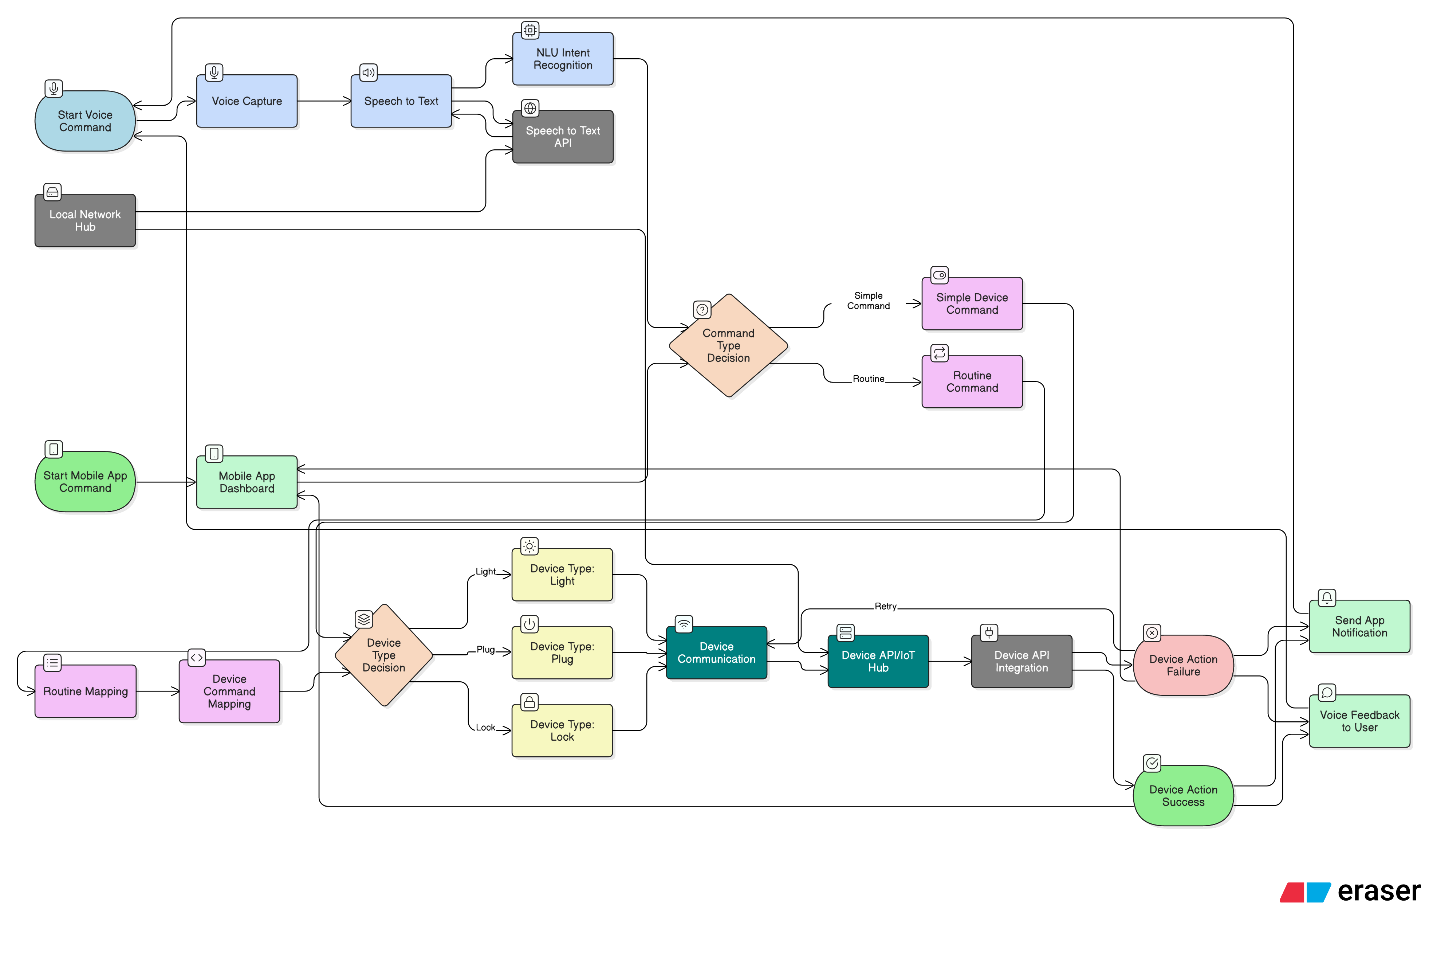 NLU Intent
Recognition
Start Voice
Command
Voice Capture
Speech to Text
Speech to Text
API
Local Network
Hub
Command
Type
Decision
Simple
Command
Simple Device
Command
Routine
Routine
Command
Start Mobile App
Command
Mobile App
Dashboard
Light
Device Type:
Light
Plug
Device Type:
Plug
Lock
Device Type:
Lock
Routine Mapping
Device
Command
Mapping
Device
Type
Decision
Device
Communication
Retry
Device API/IoT
Hub
Device API
Integration
Device Action
Failure
Device Action
Success
Send App
Notification
Voice Feedback
to User
eraser